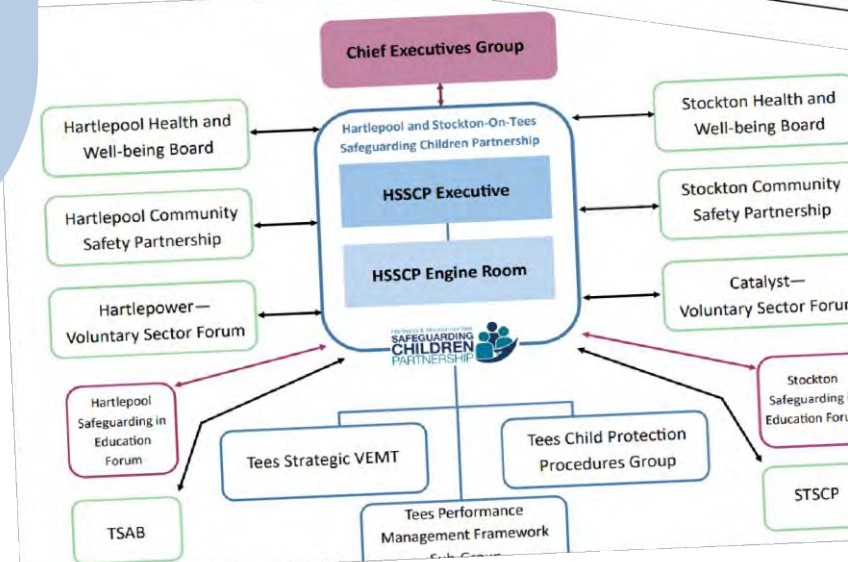 Chief Executives Group
Hartlepool Health and
Well-being Board
Hartlepool and Stockton-On-Tees
Safeguarding Children Partnership
Stockton Health and
Well-being Board
HSSCP Executive
Hartlepool Community
Safety Partnership
Stockton Community
Safety Partnership
HSSCP Engine Room
Hartlepower—
Voluntary Sector Forum
Catalyst—
Voluntary Sector
SAFEGUARDING
CHILDREN
PARTNERSHIP
Hartlepool
Safeguarding in
Education
Forum
Stockton
Safeguarding
Education
Tees Strategic VEMT
Tees Child Protection
Procedures Group
TSAB
Tees Performance
Management Framework
STSCP